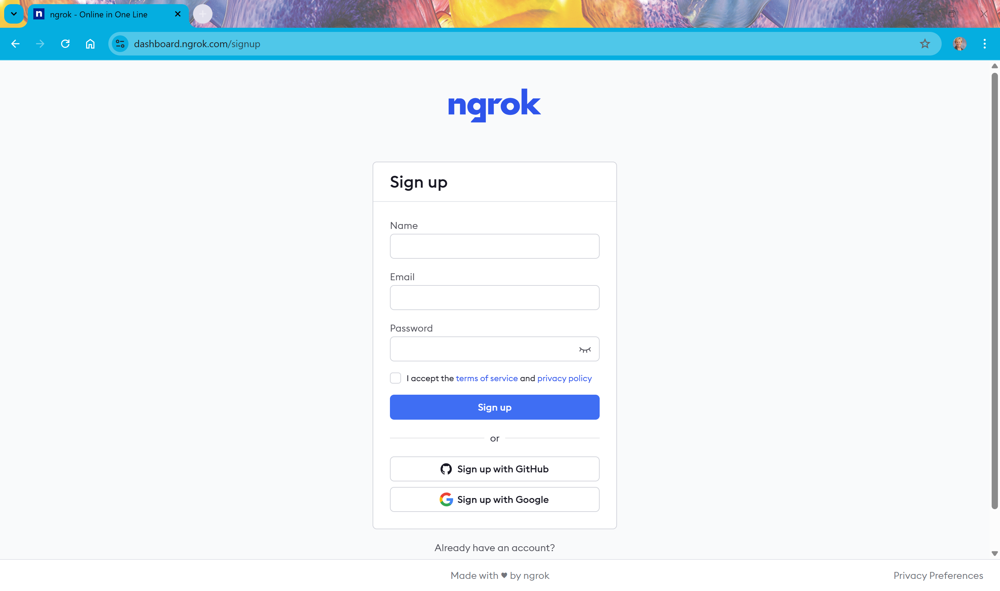 n ngrok - Online in One Line
dashboard.ngrok.com/signup
ngrok
Sign up
Name
Email
Password
I accept the terms of service and privacy policy
Sign up
or
Sign up with GitHub
Sign up with Google
Already have an account?
Made with ♥ by ngrok
Privacy Preferences